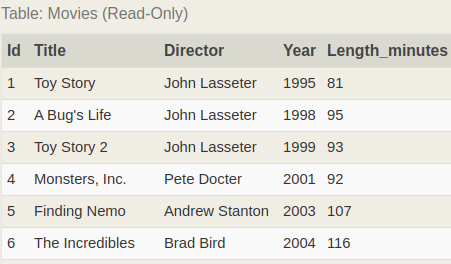 Table: Movies (Read-Only)
Id Title Director Year Length_minutes
1 Toy Story John Lasseter 1995 81
2 A Bug's Life John Lasseter 1998 95
3 Toy Story 2 John Lasseter 1999 93
4 Monsters, Inc. Pete Docter 2001 92
5 Finding Nemo Andrew Stanton 2003 107
6 The Incredibles Brad Bird 2004 116